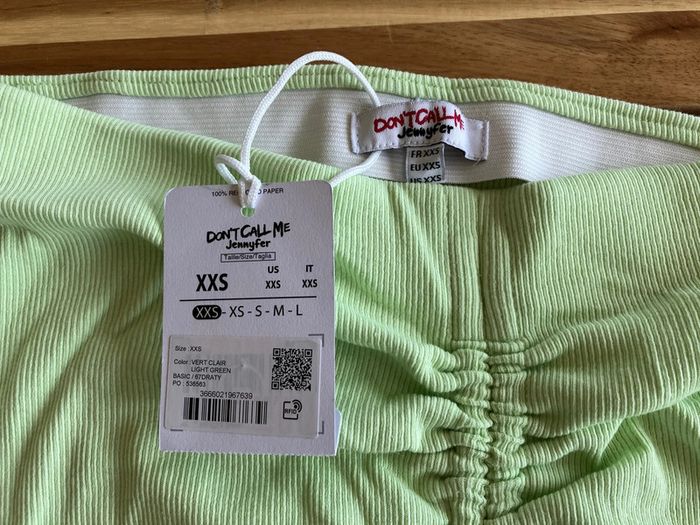 DON'T CALL ME
Jennyfer
FR XXS
EU XXS
US XXS
100% RE D PAPER
DON'T CALL ME
Jennyfer
Taille/Size/Taglia
XXS
US
XXS
IT
XXS
XXS - XS - S - M - L
Size : XXS
Color : VERT CLAIR
LIGHT GREEN
BASIC / 67DRATY
PO : 536563
3666021967639
RFID